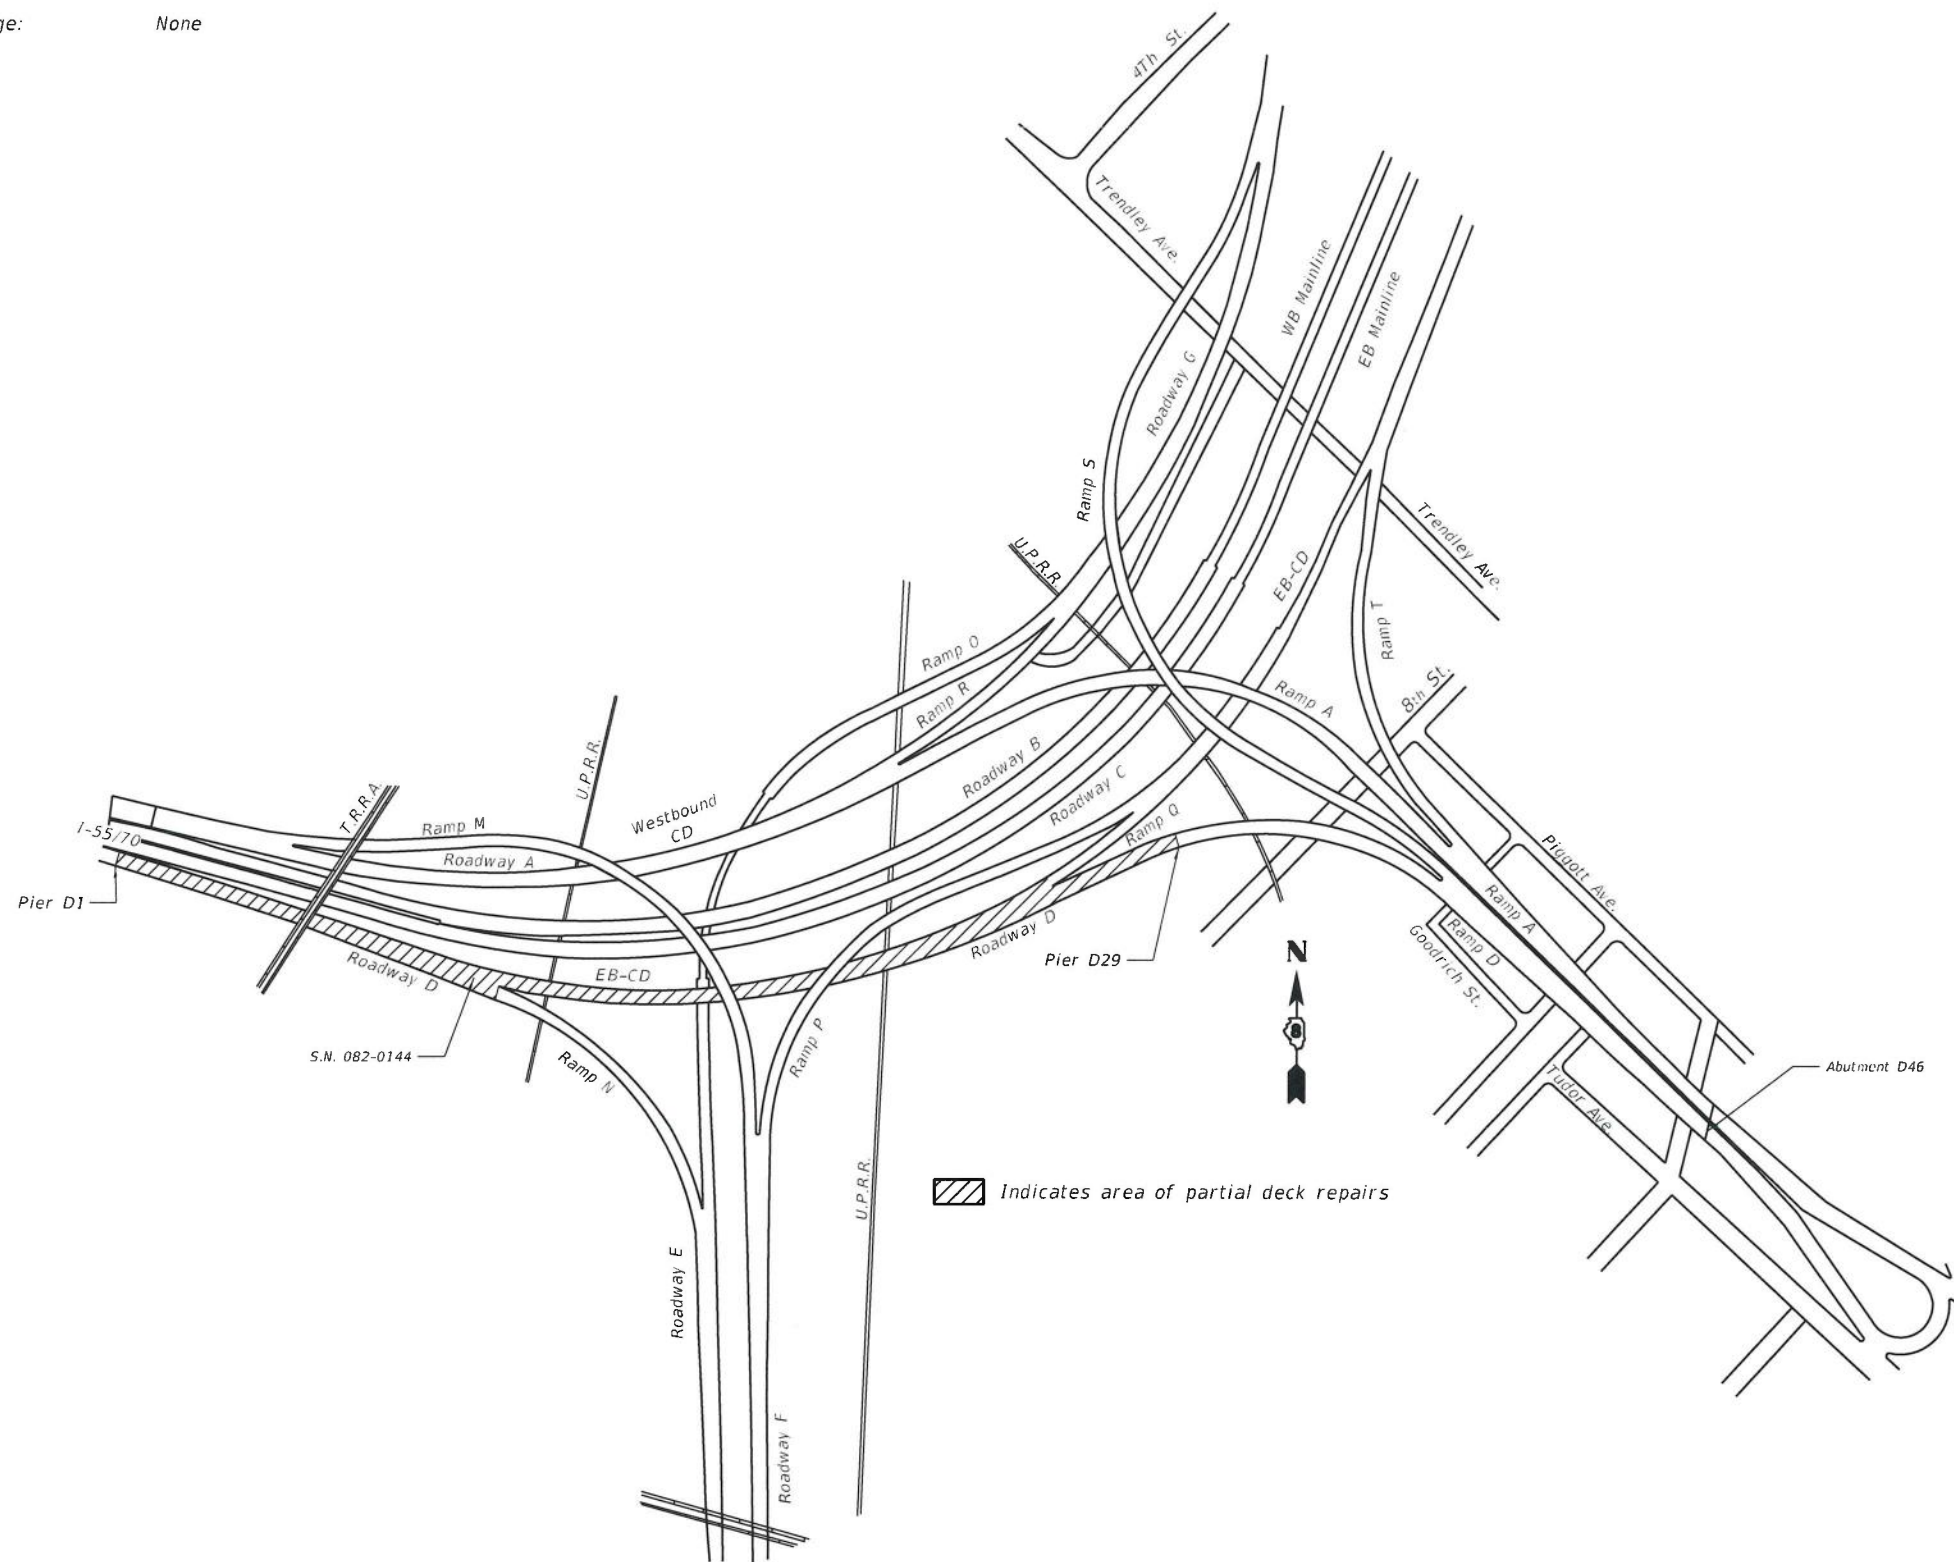 ge: None
4Th St.
Trendley Ave.
WB Mainline
EB Mainline
Roadway G
Ramp S
Trendley Ave.
U.P.R.R.
EB-CD
Ramp T
Ramp O
Ramp R
Ramp A
8th St.
U.P.R.R.
Westbound
CD
Roadway B
Roadway C
Ramp Q
T.R.R.A.
I-55/70
Ramp M
Roadway A
Piggott Ave.
Pier D1
Roadway D
EB-CD
Roadway D
Pier D29
N
8
Ramp A
Ramp D
Goodrich St.
S.N. 082-0144
Ramp N
Ramp P
Tudor Ave.
Abutment D46
U.P.R.R.
Indicates area of partial deck repairs
Roadway E
Roadway F